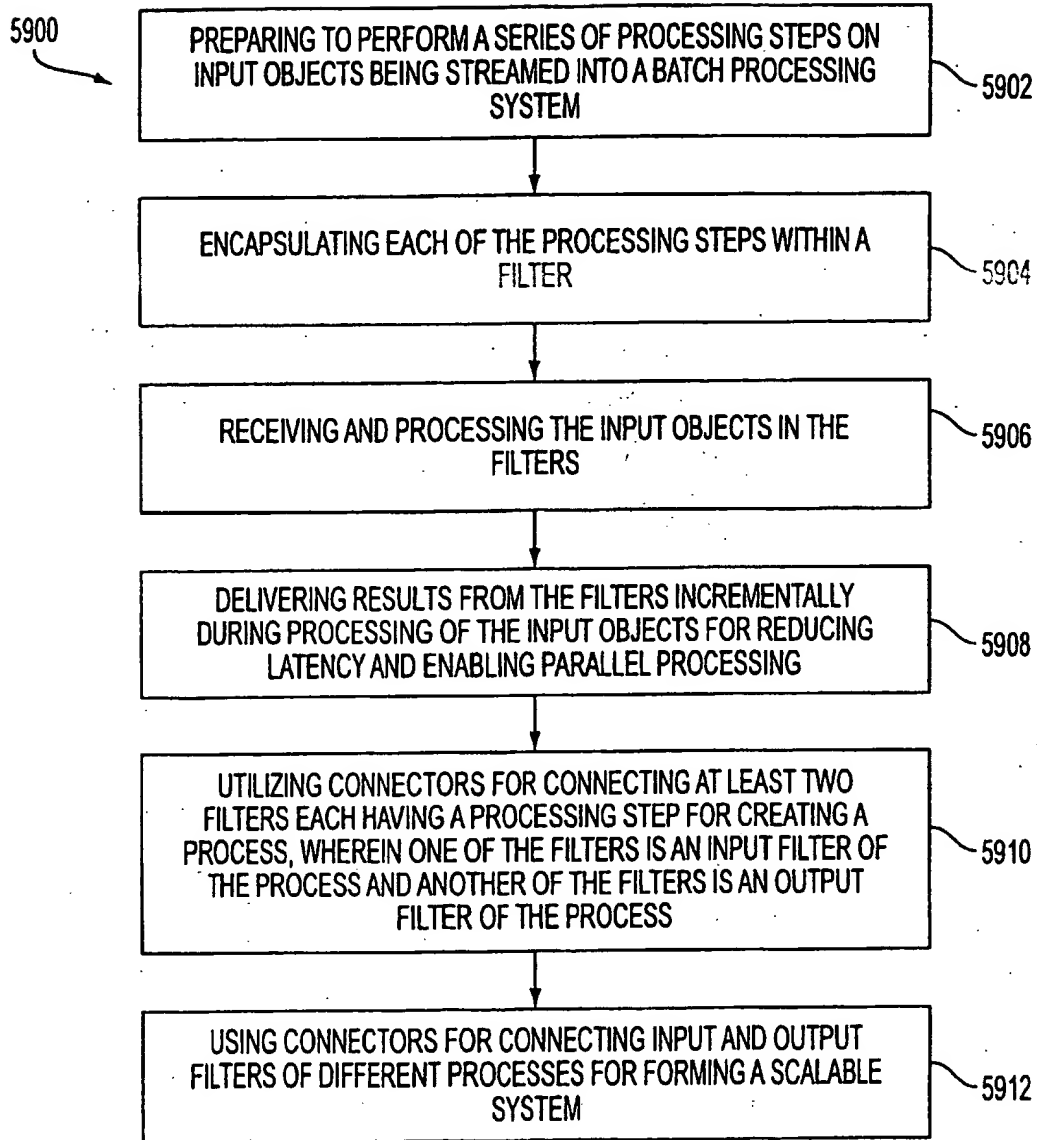 5900
PREPARING TO PERFORM A SERIES OF PROCESSING STEPS ON
INPUT OBJECTS BEING STREAMED INTO A BATCH PROCESSING
SYSTEM
5902
ENCAPSULATING EACH OF THE PROCESSING STEPS WITHIN A
FILTER
5904
RECEIVING AND PROCESSING THE INPUT OBJECTS IN THE
FILTERS
5906
DELIVERING RESULTS FROM THE FILTERS INCREMENTALLY
DURING PROCESSING OF THE INPUT OBJECTS FOR REDUCING
LATENCY AND ENABLING PARALLEL PROCESSING
5908
UTILIZING CONNECTORS FOR CONNECTING AT LEAST TWO
FILTERS EACH HAVING A PROCESSING STEP FOR CREATING A
PROCESS, WHEREIN ONE OF THE FILTERS IS AN INPUT FILTER OF
THE PROCESS AND ANOTHER OF THE FILTERS IS AN OUTPUT
FILTER OF THE PROCESS
5910
USING CONNECTORS FOR CONNECTING INPUT AND OUTPUT
FILTERS OF DIFFERENT PROCESSES FOR FORMING A SCALABLE
SYSTEM
5912